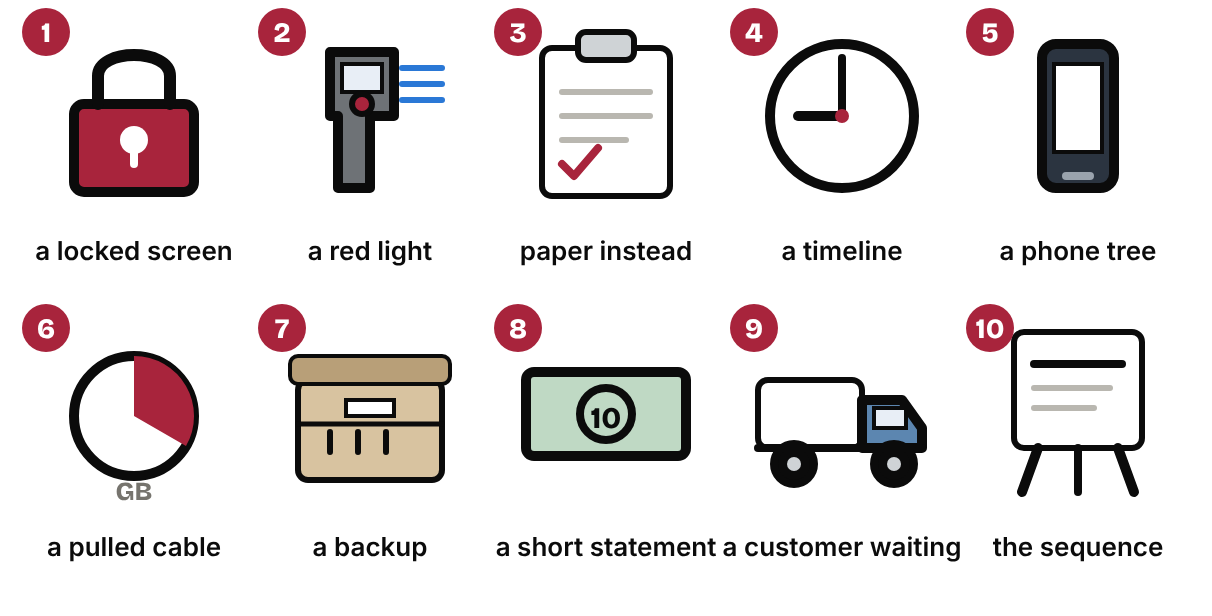 1
a locked screen
2
a red light
3
paper instead
4
a timeline
5
a phone tree
6
GB
a pulled cable
7
a backup
8
10
a short statement
9
a customer waiting
10
the sequence